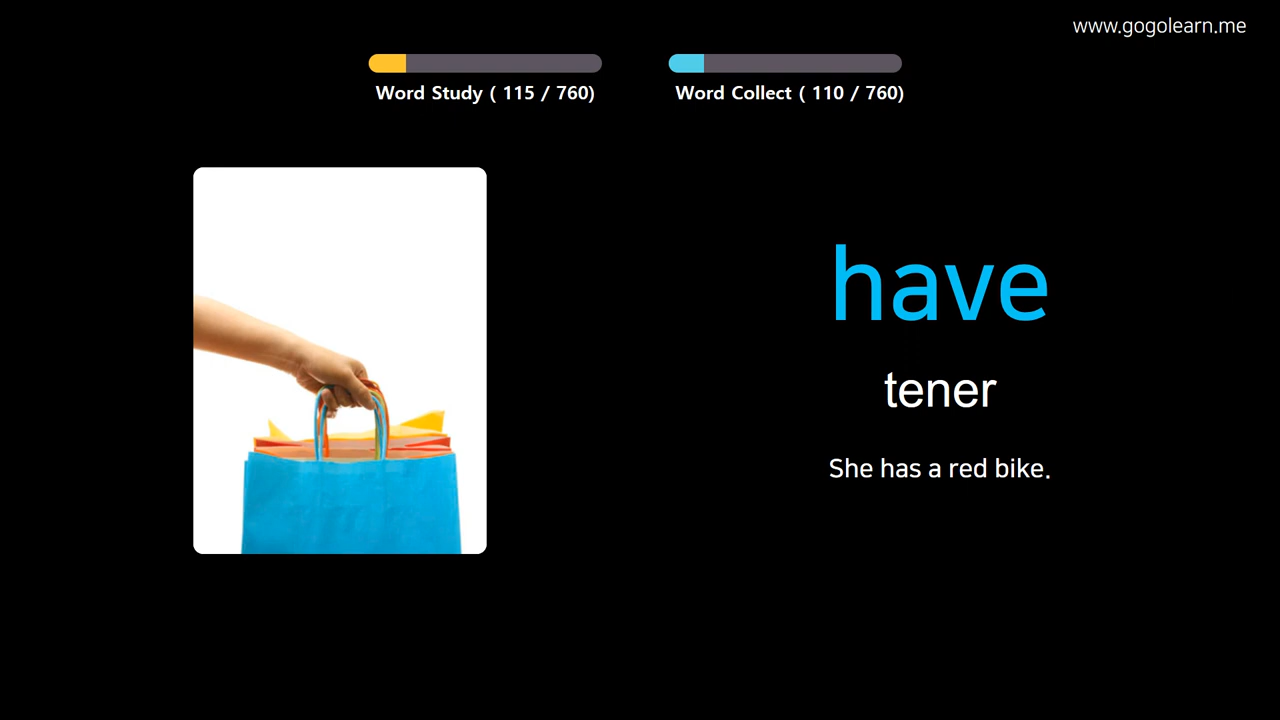 www.gogolearn.me
Word Study ( 115 / 760)
Word Collect ( 110 / 760)
have
tener
She has a red bike.